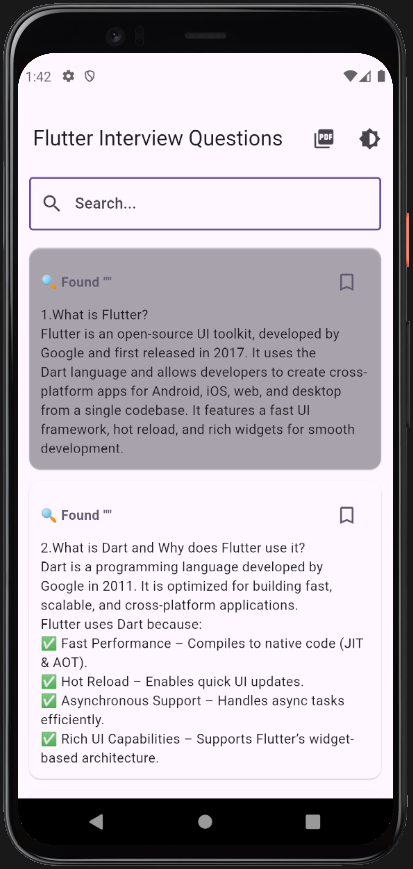 1:42
Flutter Interview Questions
PDF
Search...
Found ""
1.What is Flutter?
Flutter is an open-source UI toolkit, developed by
Google and first released in 2017. It uses the
Dart language and allows developers to create cross-
platform apps for Android, iOS, web, and desktop
from a single codebase. It features a fast UI
framework, hot reload, and rich widgets for smooth
development.
Found ""
2.What is Dart and Why does Flutter use it?
Dart is a programming language developed by
Google in 2011. It is optimized for building fast,
scalable, and cross-platform applications.
Flutter uses Dart because:
✅ Fast Performance – Compiles to native code (JIT
& AOT).
✅ Hot Reload – Enables quick UI updates.
✅ Asynchronous Support – Handles async tasks
efficiently.
✅ Rich UI Capabilities – Supports Flutter’s widget-
based architecture.